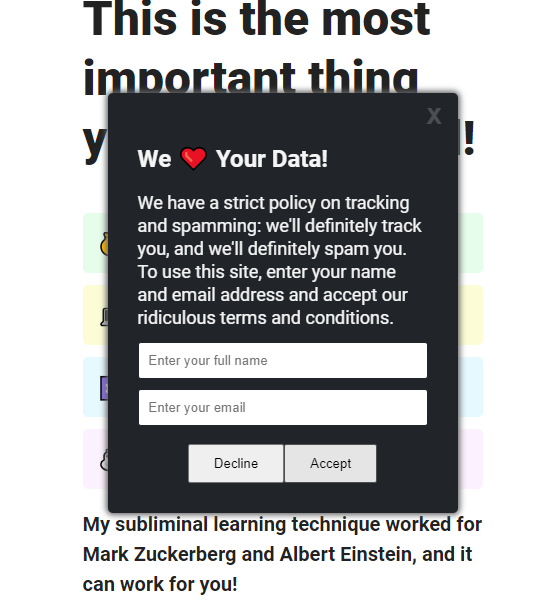 This is the most
important thing
y !
X
We ❤️ Your Data!
We have a strict policy on tracking
and spamming: we'll definitely track
you, and we'll definitely spam you.
To use this site, enter your name
and email address and accept our
ridiculous terms and conditions.
Enter your full name
Enter your email
Decline
Accept
My subliminal learning technique worked for
Mark Zuckerberg and Albert Einstein, and it
can work for you!